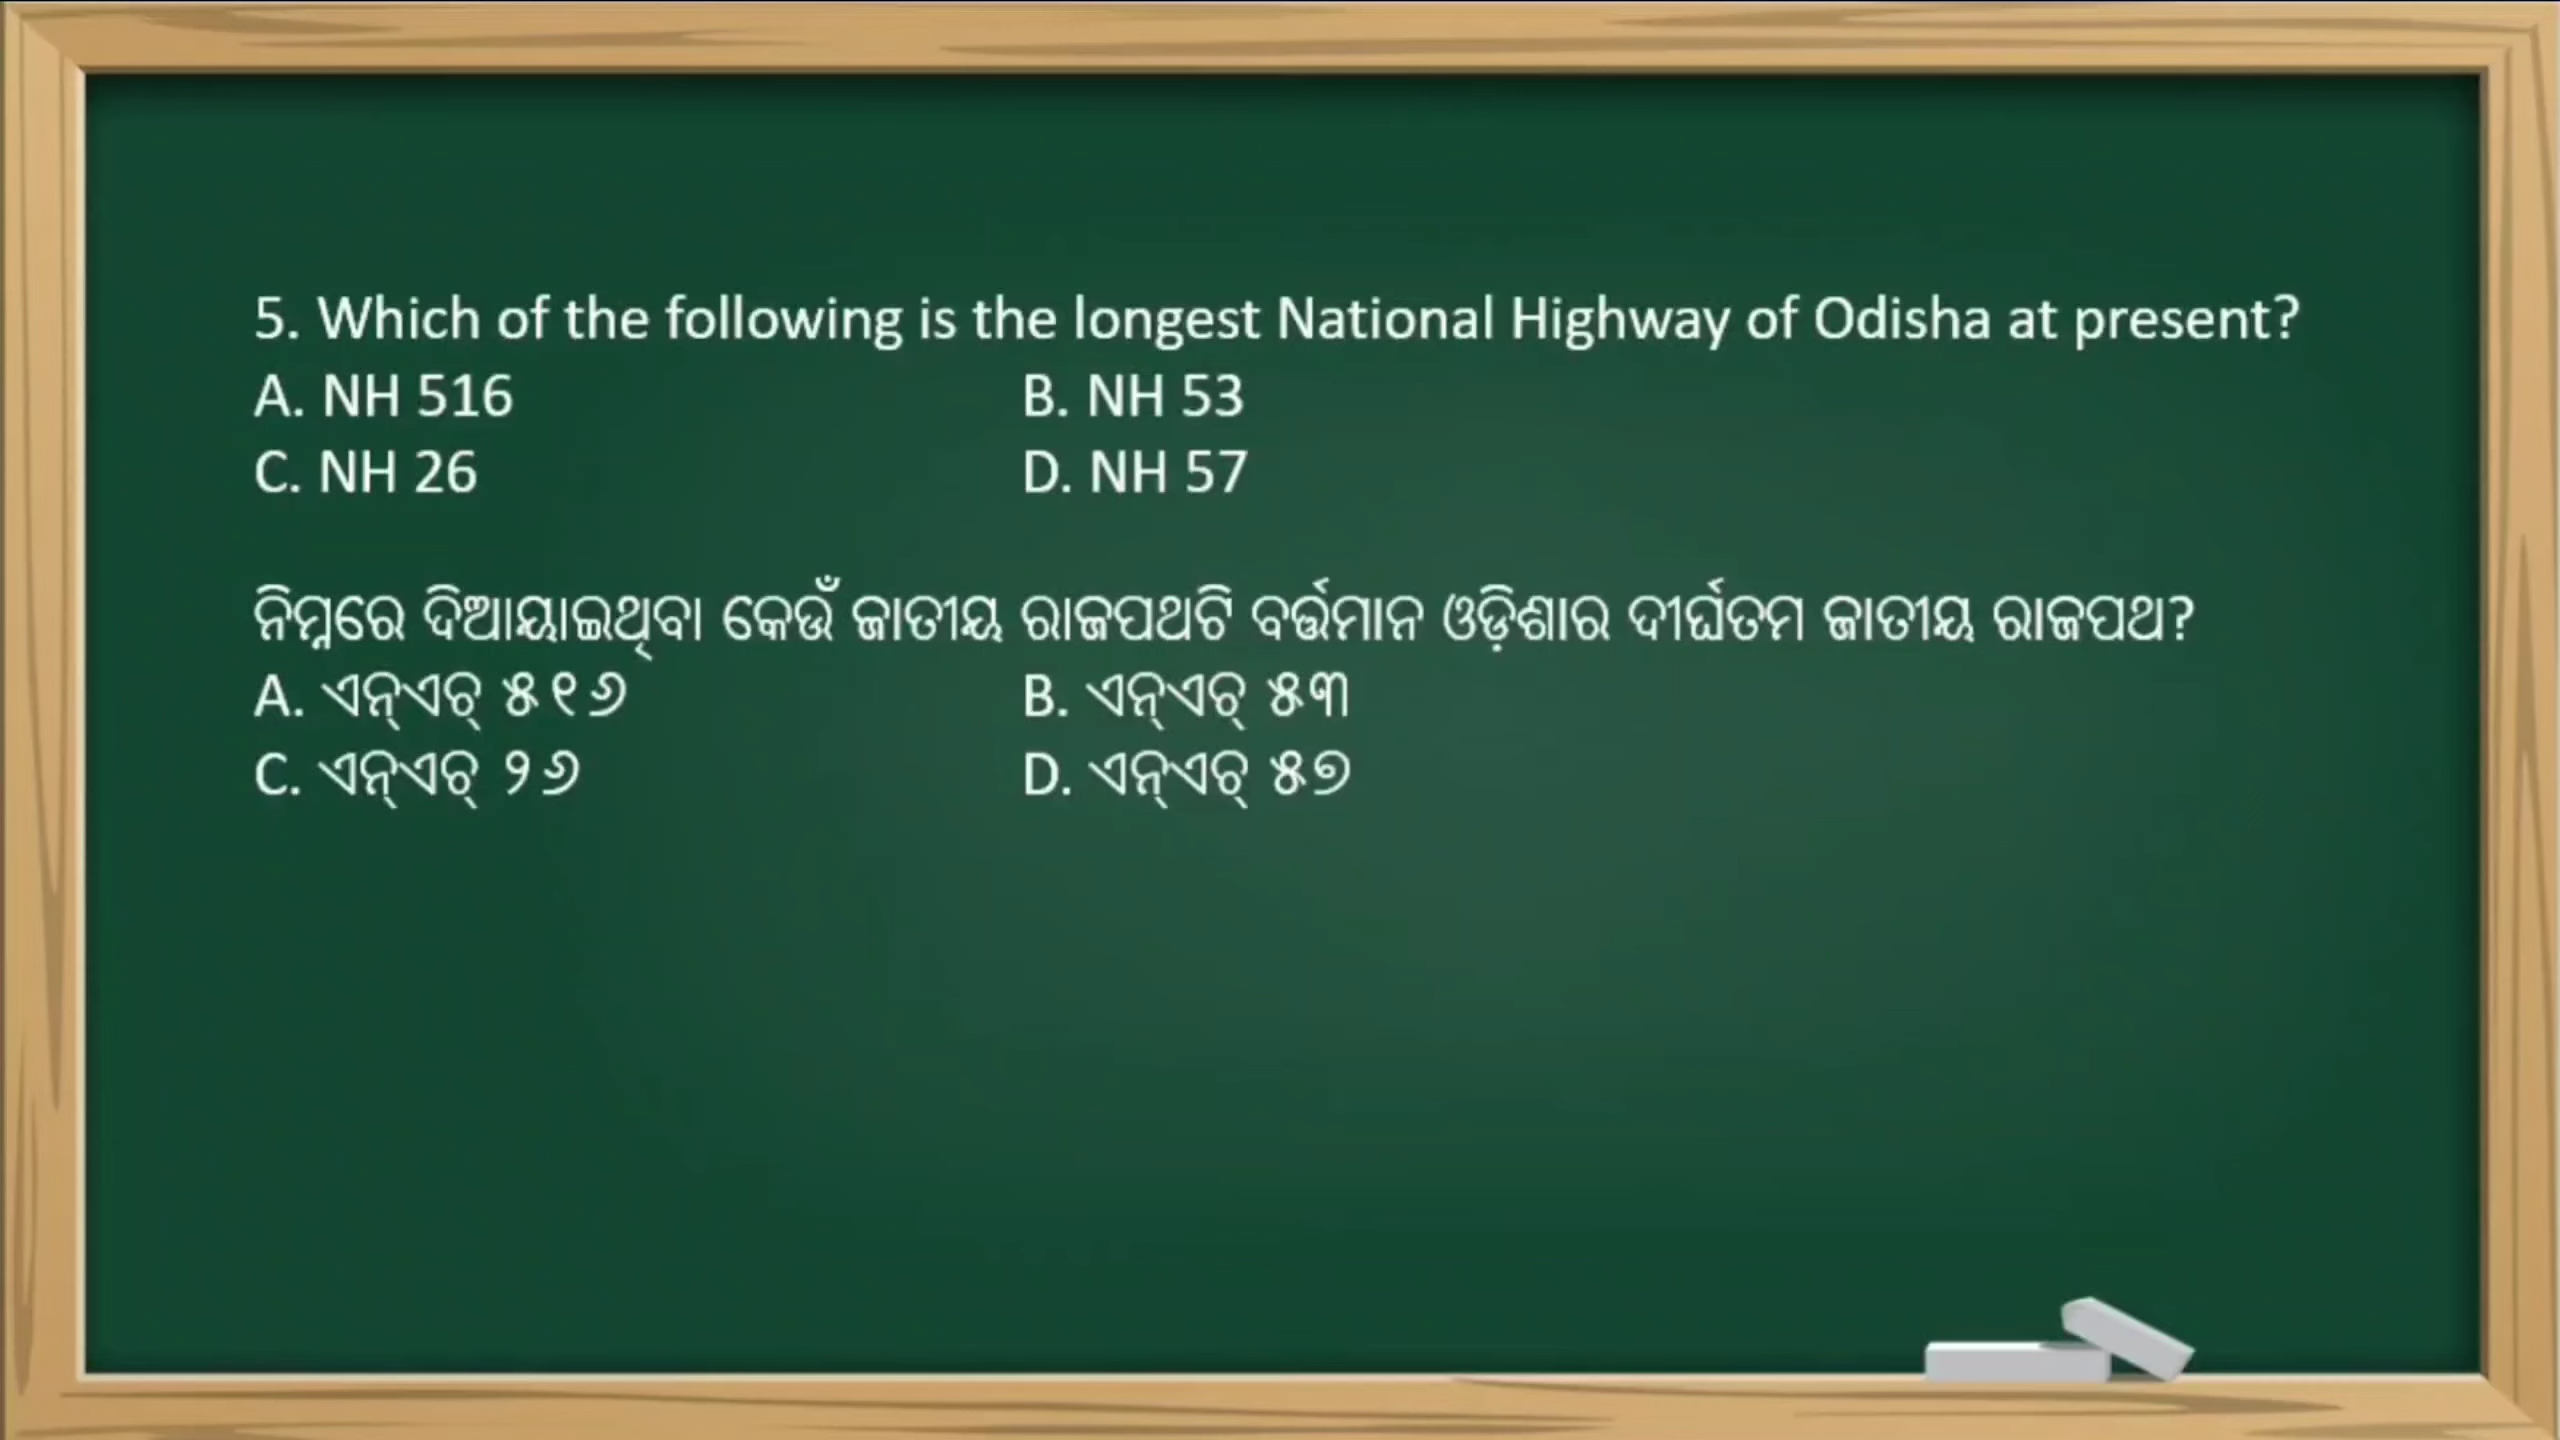 5. Which of the following is the longest National Highway of Odisha at present?
A. NH 516 B. NH 53
C. NH 26 D. NH 57
ନିମ୍ନରେ ଦିଆୟାଇଥିବା କେଉଁ ଜାତୀୟ ରାଜପଥଟି ବର୍ତ୍ତମାନ ଓଡ଼ିଶାର ଦୀର୍ଘତମ ଜାତୀୟ ରାଜପଥ?
A. ଏନ୍ଏଚ୍ ୫୧୬ B. ଏନ୍ଏଚ୍ ୫୩
C. ଏନ୍ଏଚ୍ ୨୬ D. ଏନ୍ଏଚ୍ ୫୭